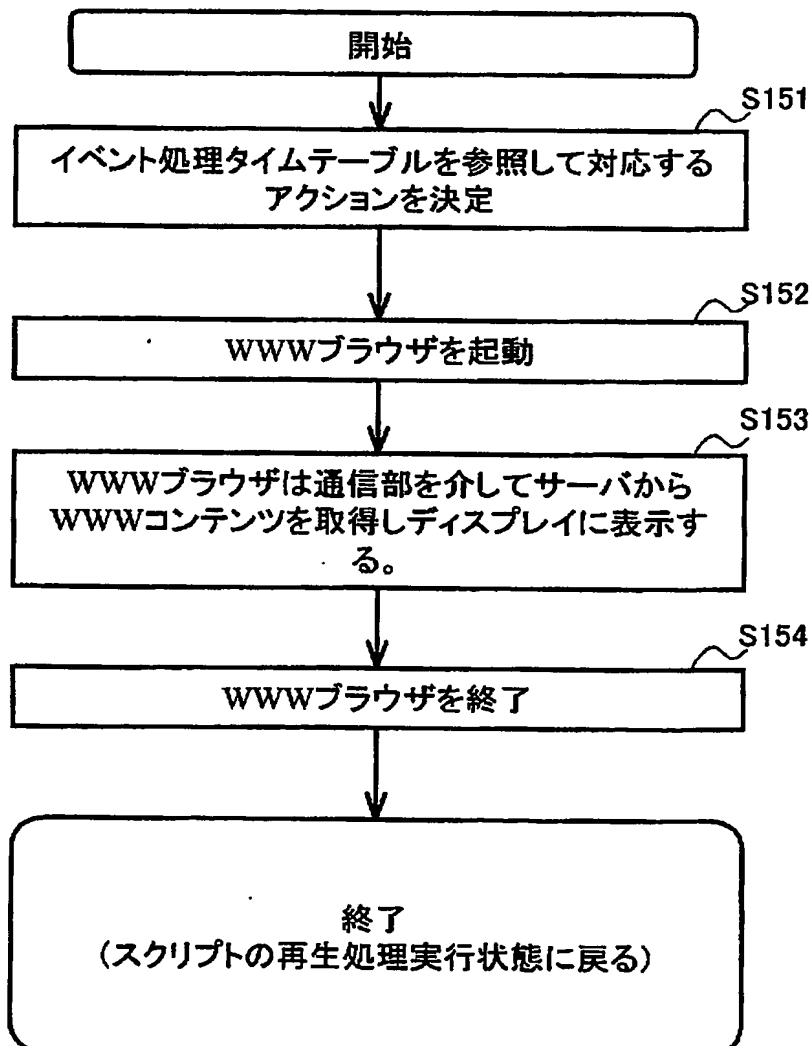 開始
S151
イベント処理タイムテーブルを参照して対応する
アクションを決定
S152
WWWブラウザを起動
S153
WWWブラウザは通信部を介してサーバから
WWWコンテンツを取得しディスプレイに表示す
る。
S154
WWWブラウザを終了
終了
(スクリプトの再生処理実行状態に戻る)